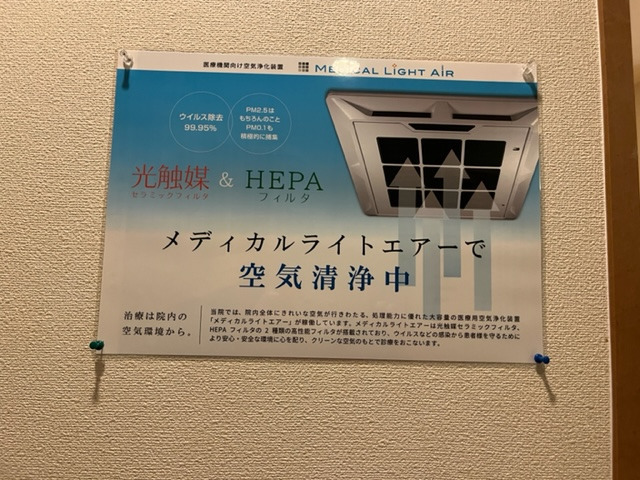 医療機関向け空気浄化装置
MEDICAL LIGHT AIR
ウイルス除去
99.95%
PM2.5は
もちろんのこと
PM0.1も
積極的に捕集
光触媒 & HEPA
セラミックフィルタ フィルタ
メディカルライトエアーで
空気清浄中
治療は院内の
空気環境から。
当院では、院内全体にきれいな空気が行きわたる、処理能力に優れた大容量の医療用空気浄化装置
「メディカルライトエアー」が稼働しています。メディカルライトエアーは光触媒セラミックフィルタ、
HEPA フィルタの 2 種類の高性能フィルタが搭載されており、ウイルスなどの感染から患者様を守るために
より安心・安全な環境に心を配り、クリーンな空気のもとで診療をおこないます。